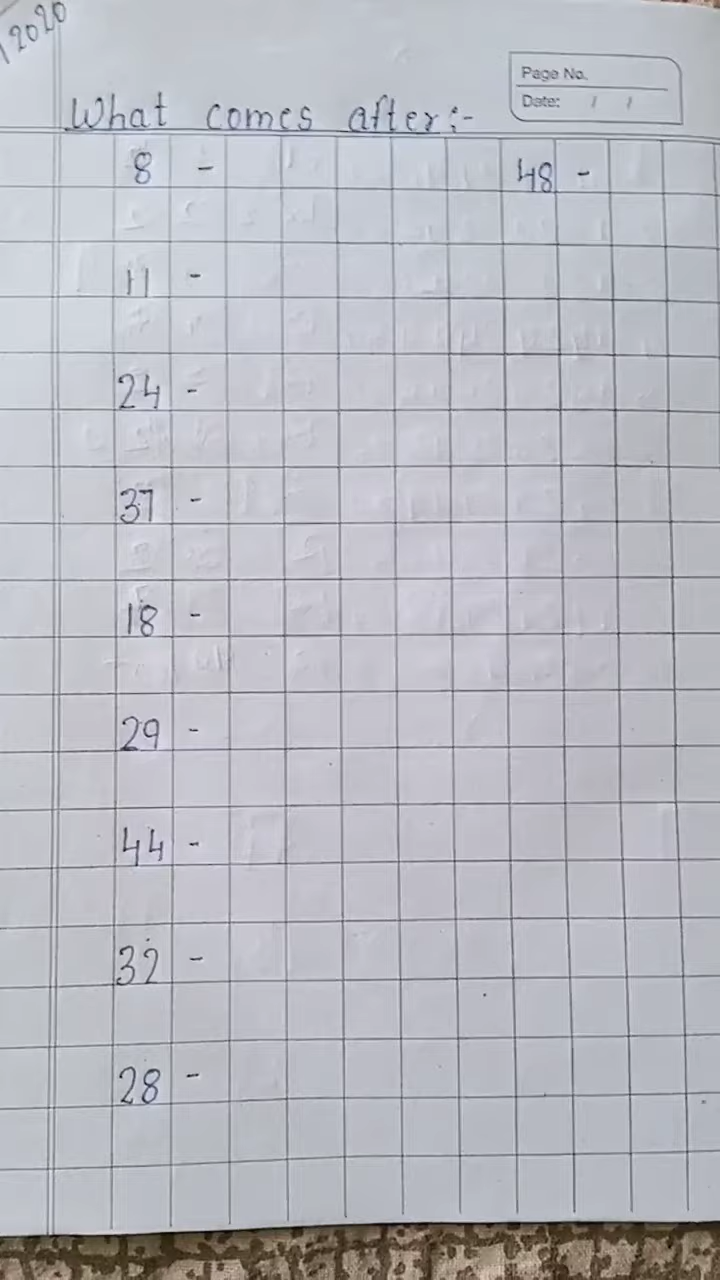 2020
Page No.
Date: / /
What comes after:-
8 - 48 -
11 -
24 -
37 -
18 -
29 -
44 -
32 -
28 -